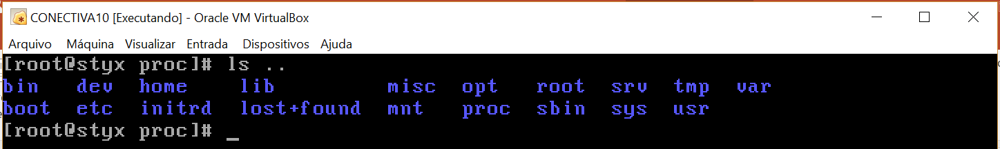 CONECTIVA10 [Executando] - Oracle VM VirtualBox
Arquivo Máquina Visualizar Entrada Dispositivos Ajuda
[root@styx proc]# ls ..
bin dev home lib misc opt root srv tmp var
boot etc initrd lost+found mnt proc sbin sys usr
[root@styx proc]# _